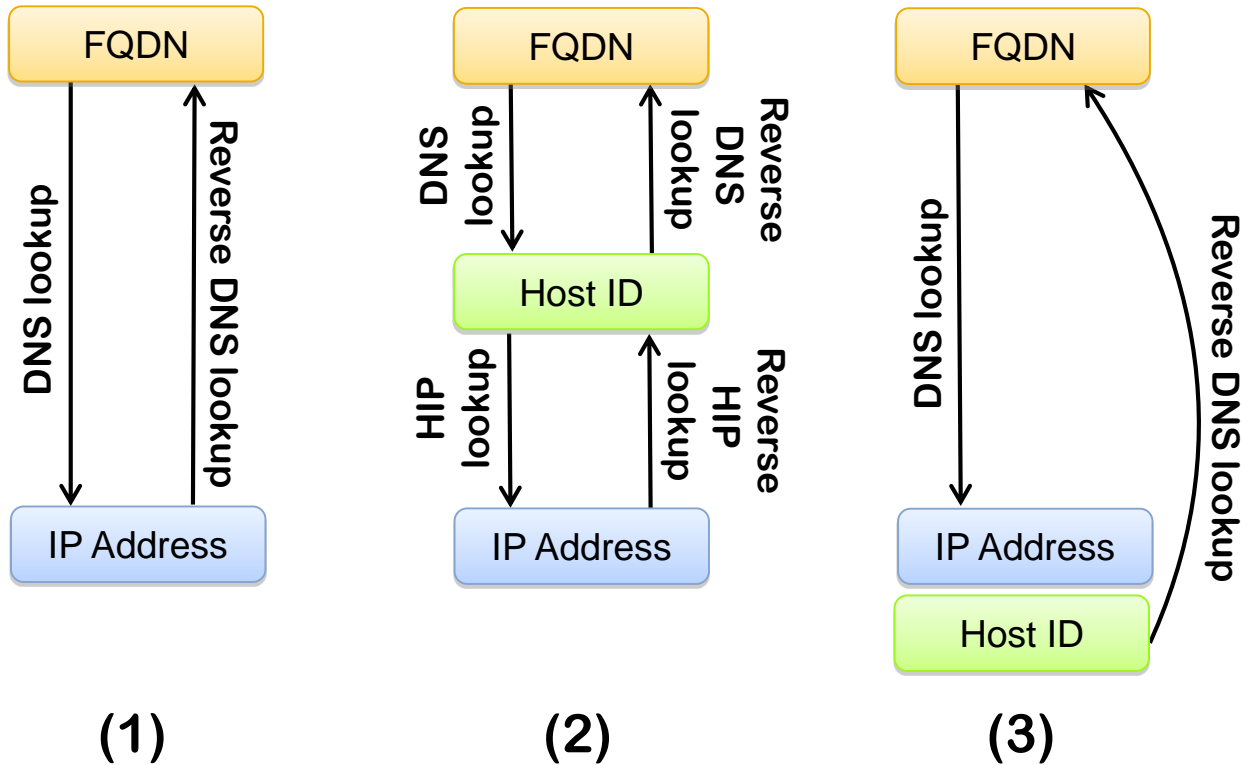 FQDN
DNS lookup
Reverse DNS lookup
IP Address
(1)
FQDN
DNS
lookup
Reverse
DNS
lookup
Host ID
HIP
lookup
Reverse
HIP
lookup
IP Address
(2)
FQDN
DNS lookup
Reverse DNS lookup
IP Address
Host ID
(3)